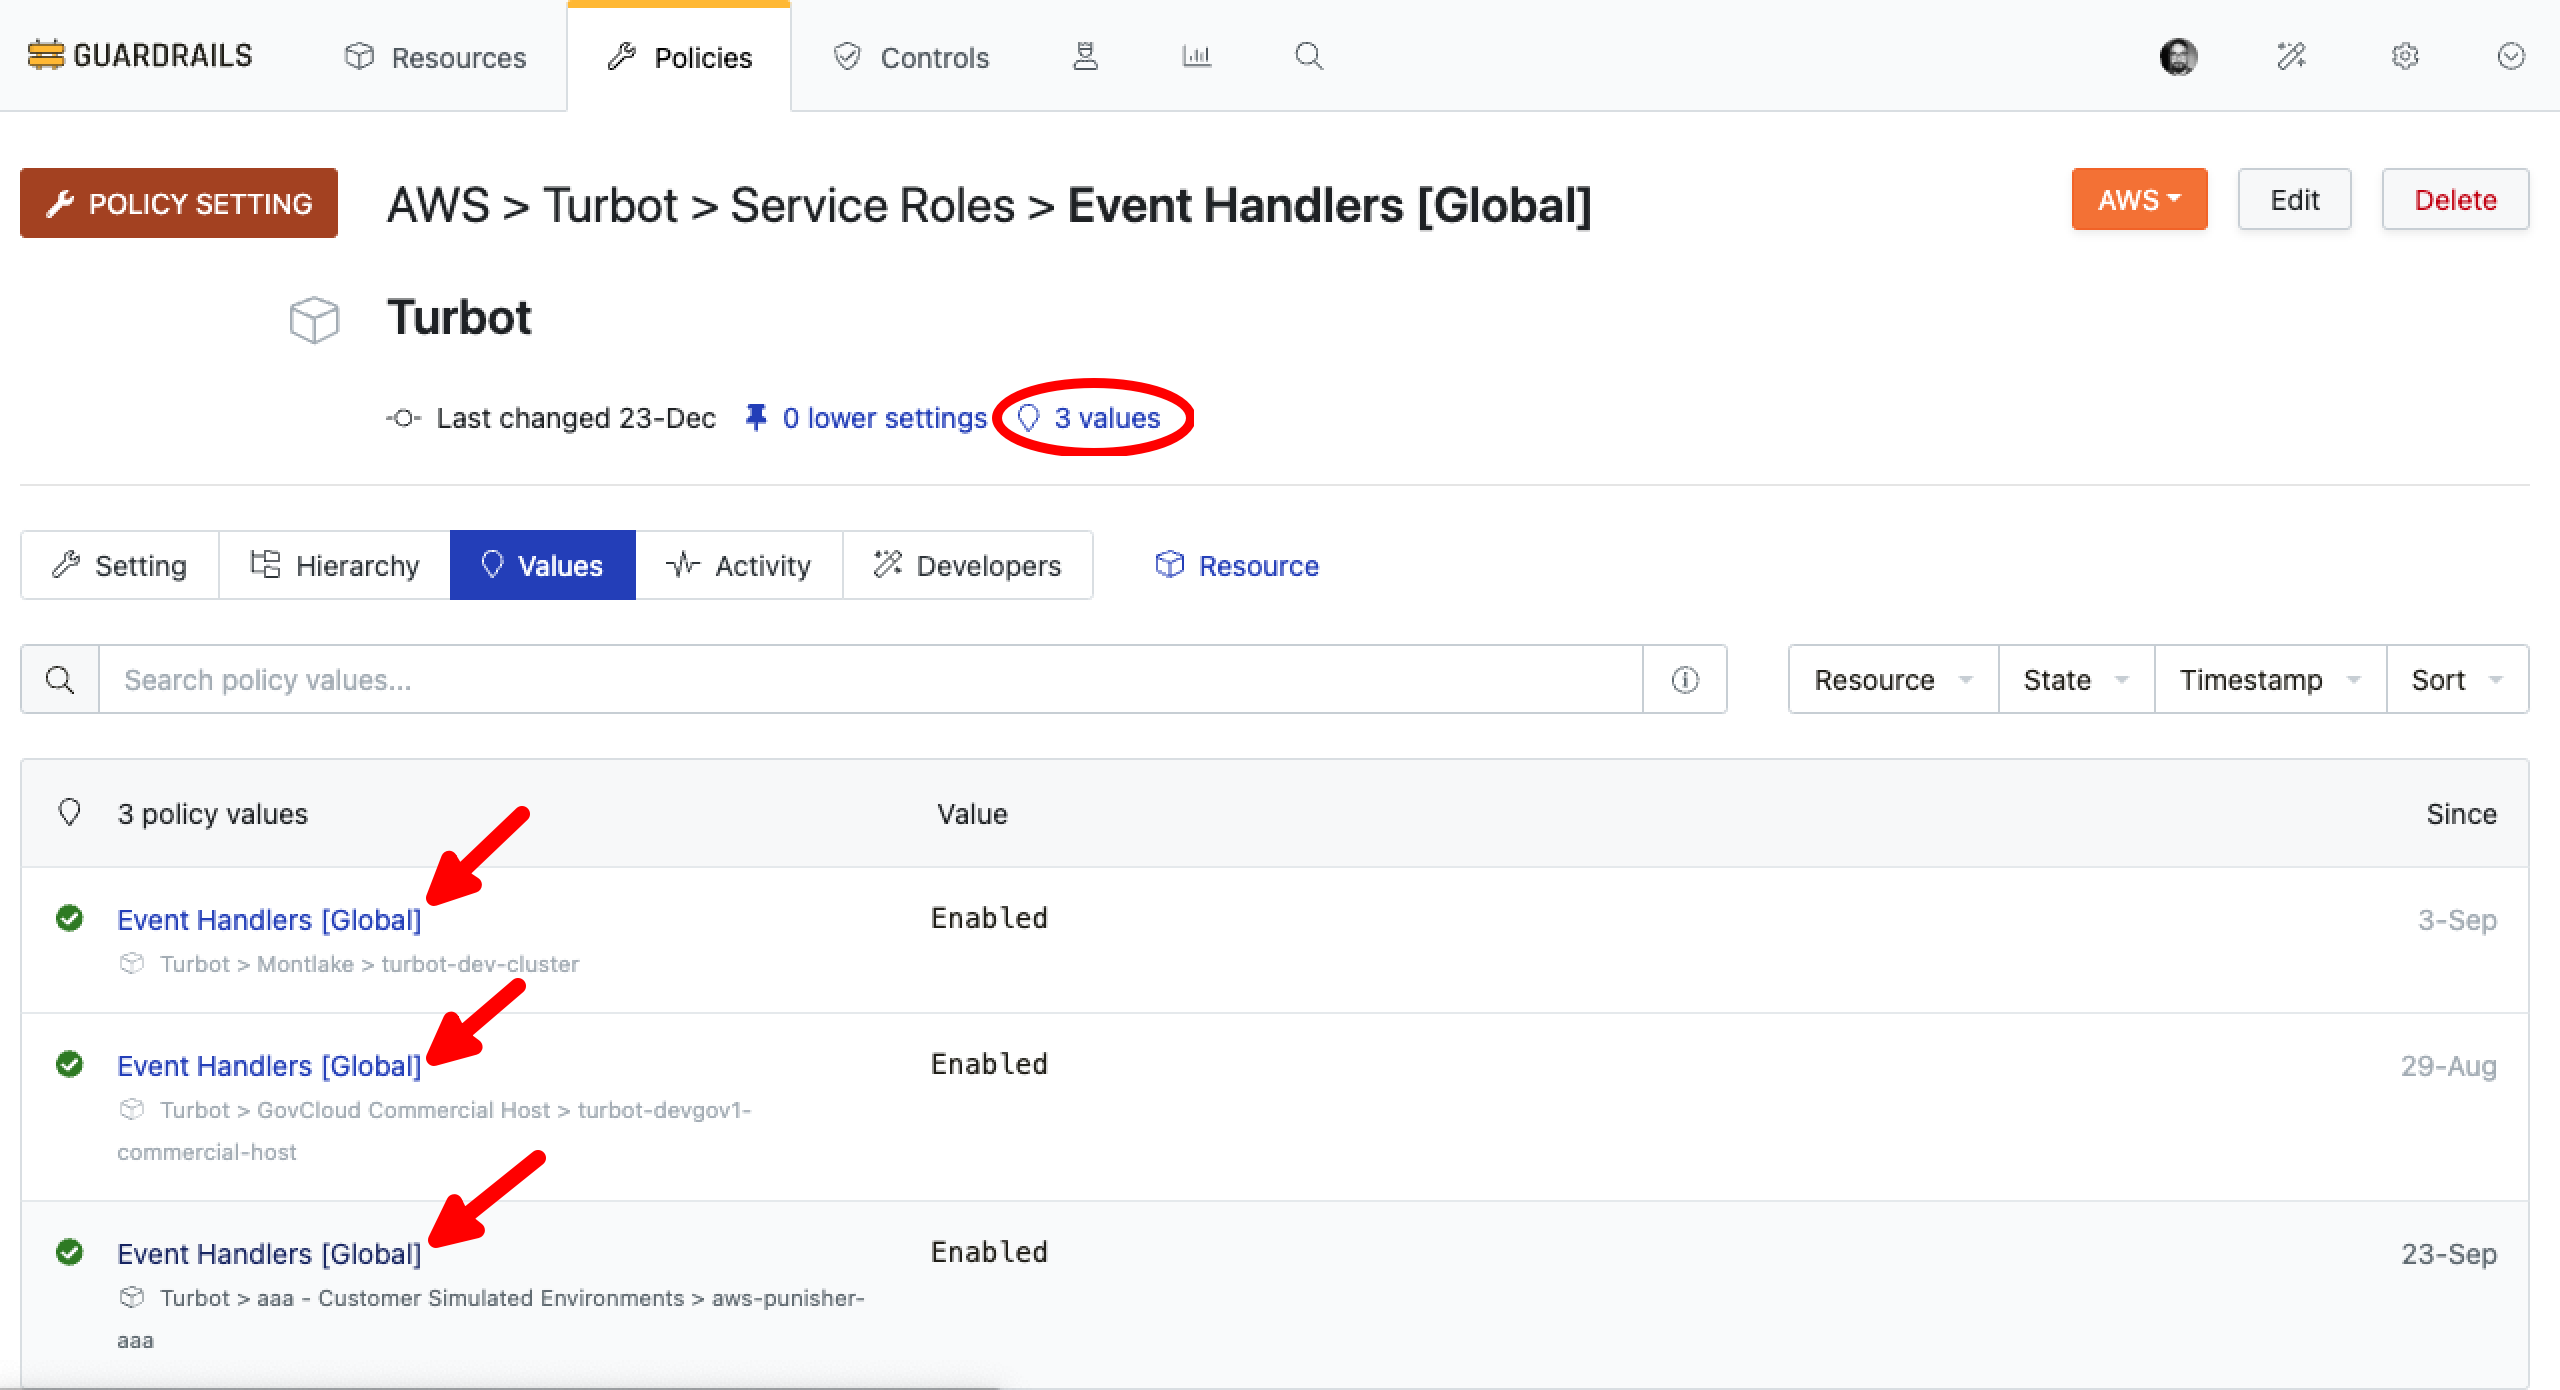 GUARDRAILS
Resources
Policies
Controls
POLICY SETTING
AWS > Turbot > Service Roles > Event Handlers [Global]
AWS
Edit
Delete
Turbot
Last changed 23-Dec
0 lower settings
3 values
Setting
Hierarchy
Values
Activity
Developers
Resource
Search policy values...
Resource
State
Timestamp
Sort
3 policy values
Value
Since
Event Handlers [Global]
Enabled
3-Sep
Turbot > Montlake > turbot-dev-cluster
Event Handlers [Global]
Enabled
29-Aug
Turbot > GovCloud Commercial Host > turbot-devgov1-
commercial-host
Event Handlers [Global]
Enabled
23-Sep
Turbot > aaa - Customer Simulated Environments > aws-punisher-
aaa